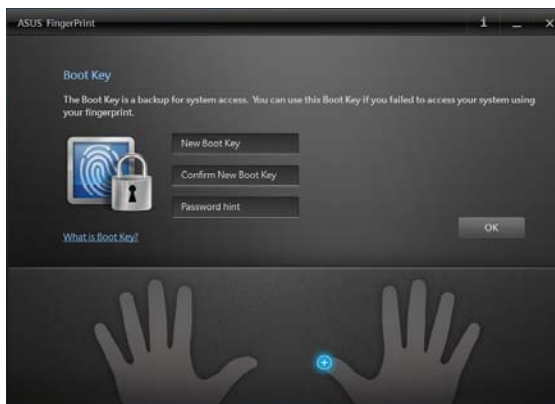 ASUS FingerPrint
Boot Key
The Boot Key is a backup for system access. You can use this Boot Key if you failed to access your system using
your fingerprint.
New Boot Key
Confirm New Boot Key
Password hint
OK
What is Boot Key?